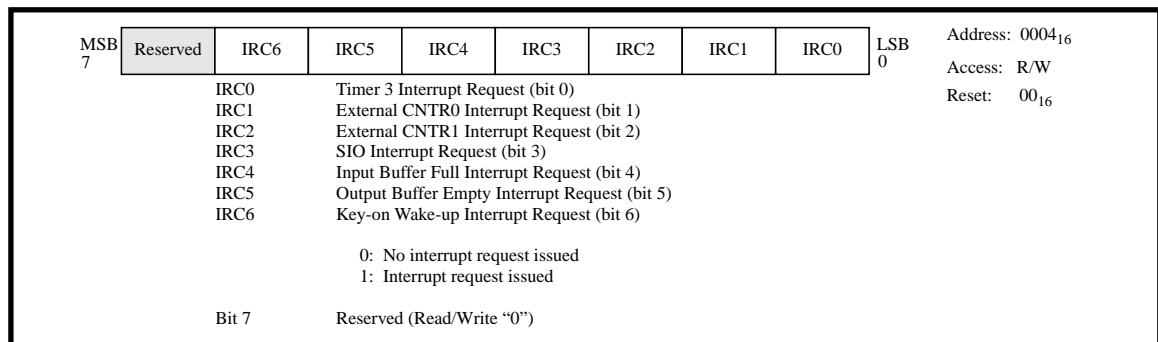 MSB 7 Reserved IRC6 IRC5 IRC4 IRC3 IRC2 IRC1 IRC0 LSB 0
Address: 0004₁₆
Access: R/W
Reset: 00₁₆
IRC0 Timer 3 Interrupt Request (bit 0)
IRC1 External CNTR0 Interrupt Request (bit 1)
IRC2 External CNTR1 Interrupt Request (bit 2)
IRC3 SIO Interrupt Request (bit 3)
IRC4 Input Buffer Full Interrupt Request (bit 4)
IRC5 Output Buffer Empty Interrupt Request (bit 5)
IRC6 Key-on Wake-up Interrupt Request (bit 6)
0: No interrupt request issued
1: Interrupt request issued
Bit 7 Reserved (Read/Write “0”)